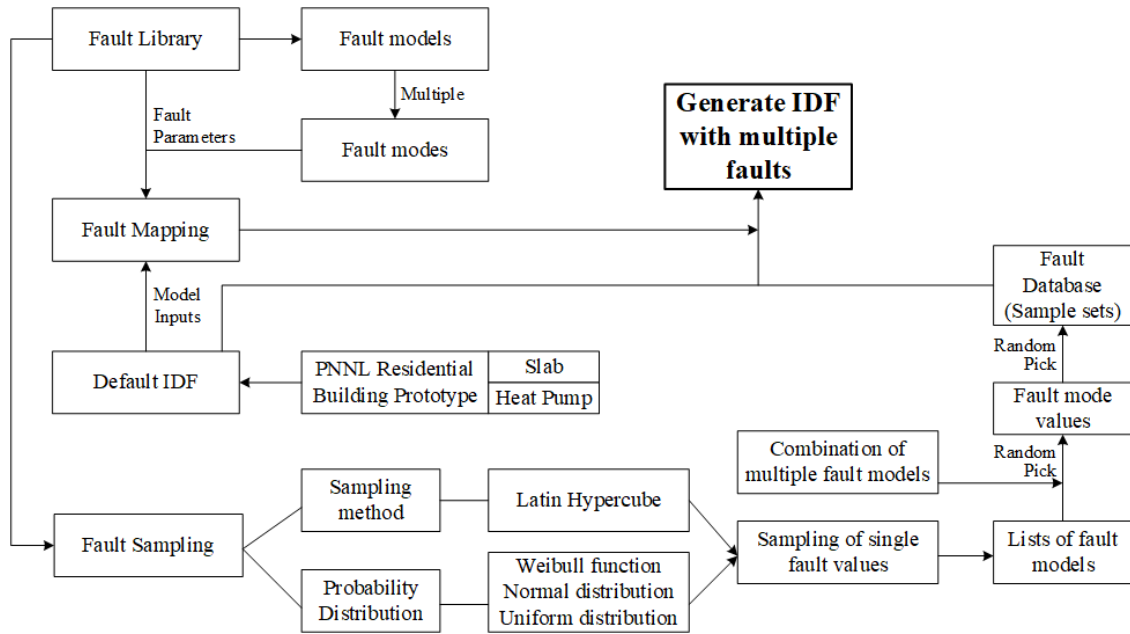 Fault Library
Fault models
Multiple
Fault
Parameters
Fault modes
Generate IDF
with multiple
faults
Fault Mapping
Model
Inputs
Fault
Database
(Sample sets)
Random
Pick
Default IDF
PNNL Residential
Building Prototype
Slab
Heat Pump
Fault mode
values
Combination of
multiple fault models
Random
Pick
Sampling
method
Latin Hypercube
Fault Sampling
Sampling of single
fault values
Lists of fault
models
Probability
Distribution
Weibull function
Normal distribution
Uniform distribution